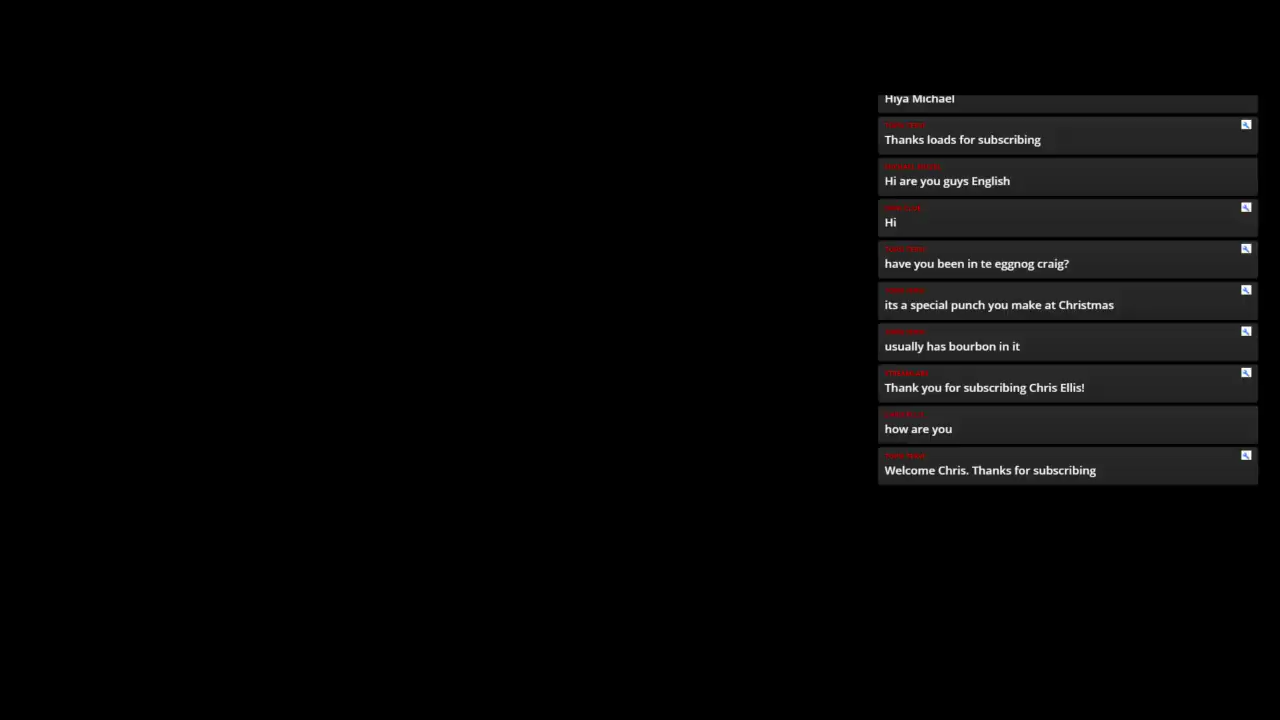 Hiya Michael
Thanks loads for subscribing
Hi are you guys English
Hi
have you been in te eggnog craig?
its a special punch you make at Christmas
usually has bourbon in it
Thank you for subscribing Chris Ellis!
how are you
Welcome Chris. Thanks for subscribing